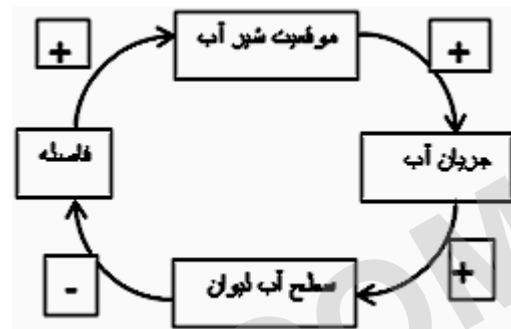 موقعیت شیر آب
+
+
فاصله
جریان آب
-
سطح آب لیوان
+